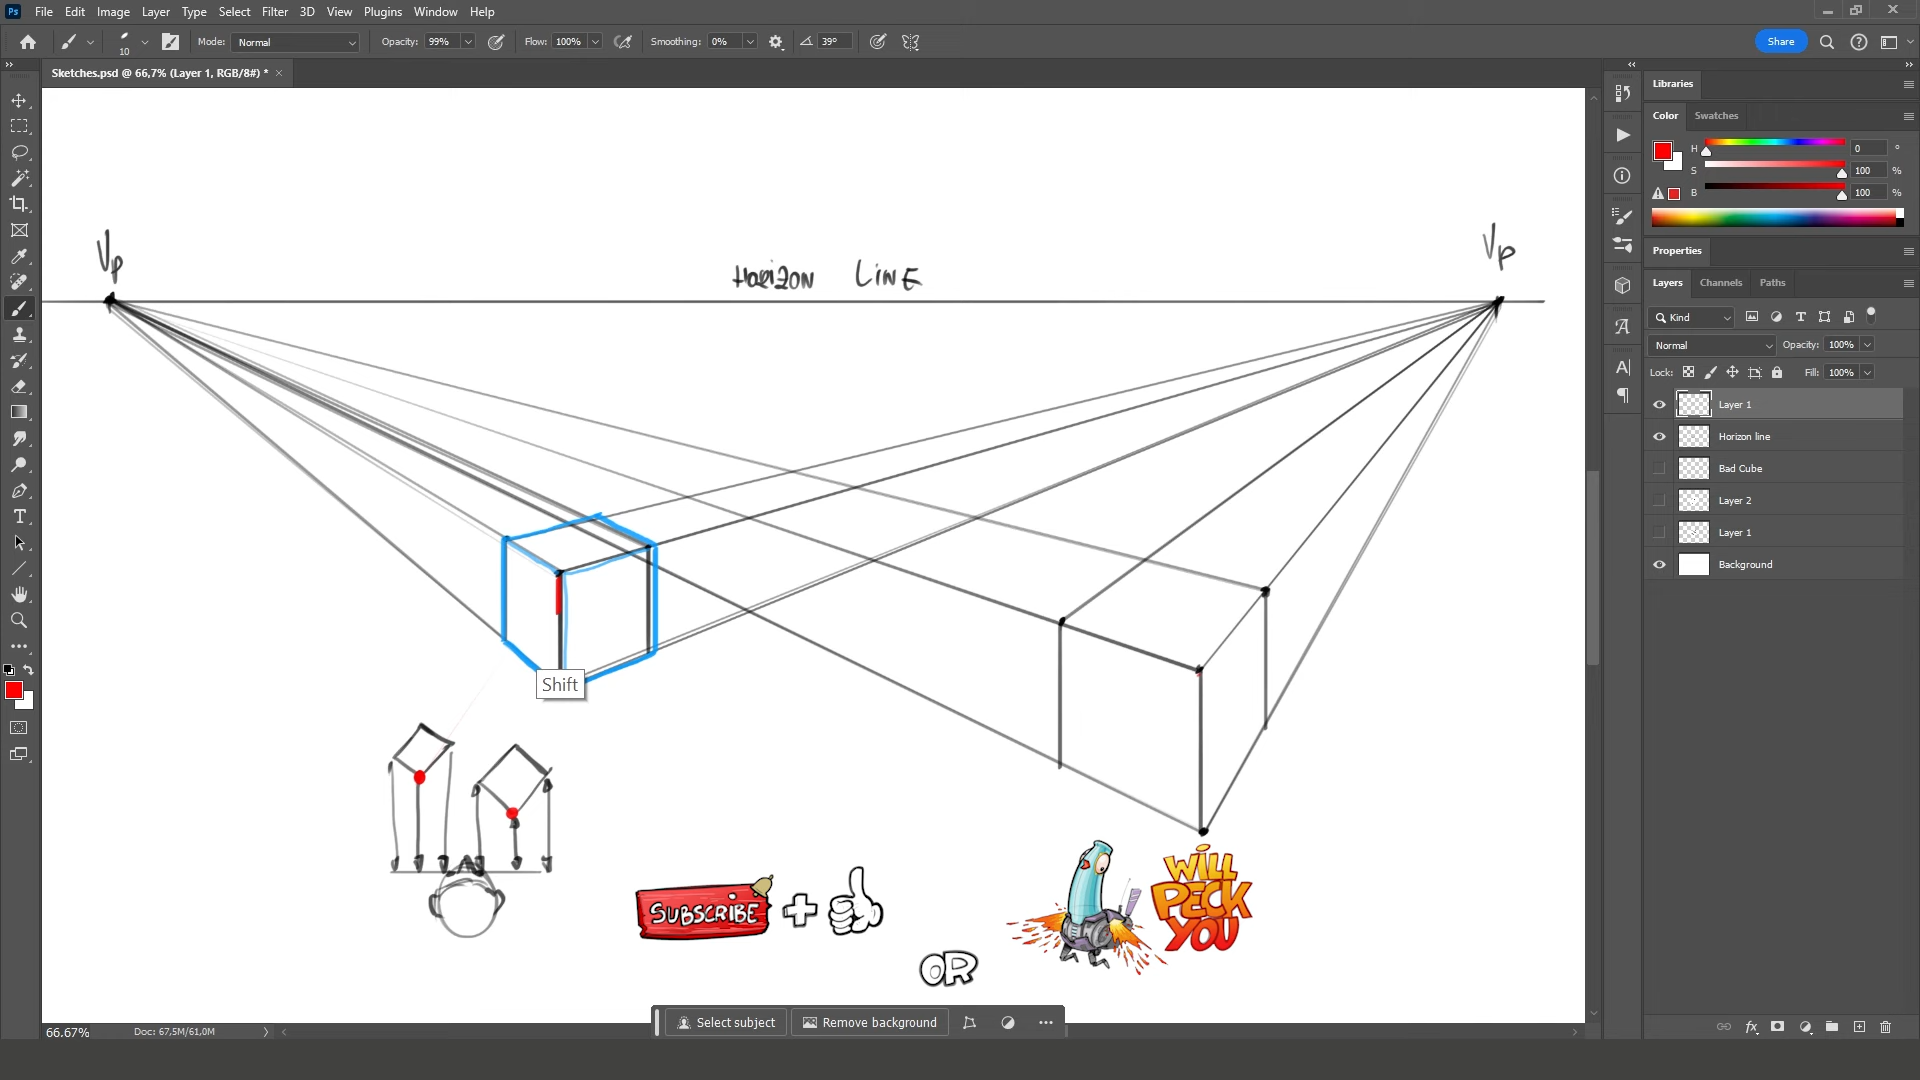 Ps File Edit Image Layer Type Select Filter 3D View Plugins Window Help
10 Mode: Normal Opacity: 99% Flow: 100% Smoothing: 0% 39° Share
Sketches.psd @ 66,7% (Layer 1, RGB/8#) * ×
Libraries
Color Swatches
H 0 °
S 100 %
B 100 %
Properties
Layers Channels Paths
Kind
Normal Opacity: 100%
Lock: Fill: 100%
Layer 1
Horizon line
Bad Cube
Layer 2
Layer 1
Background
Vp
HORIZON LINE
Vp
Shift
SUBSCRIBE +
OR
WILL
PECK
YOU
Select subject Remove background
66.67% Doc: 67,5M/61,0M